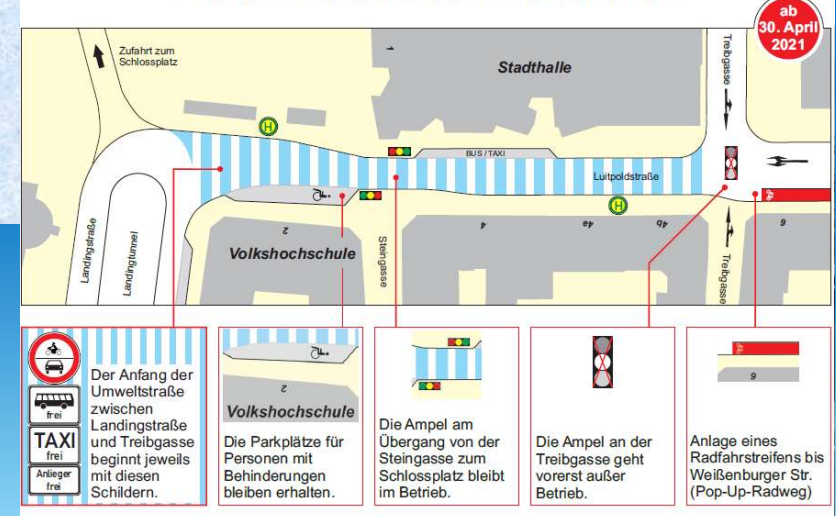 ab
30. April
2021
Zufahrt zum
Schlossplatz
1
Stadthalle
Treibgasse
H
BUS / TAXI
Luitpoldstraße
H
Landingstraße
Landingtunnel
2
Volkshochschule
Steingasse
4
4a
4b
Treibgasse
6
frei
TAXI
frei
Anlieger
frei
Der Anfang der
Umweltstraße
zwischen
Landingstraße
und Treibgasse
beginnt jeweils
mit diesen
Schildern.
2
Volkshochschule
Die Parkplätze für
Personen mit
Behinderungen
bleiben erhalten.
Die Ampel am
Übergang von der
Steingasse zum
Schlossplatz bleibt
im Betrieb.
Die Ampel an der
Treibgasse geht
vorerst außer
Betrieb.
6
Anlage eines
Radfahrstreifens bis
Weißenburger Str.
(Pop-Up-Radweg)